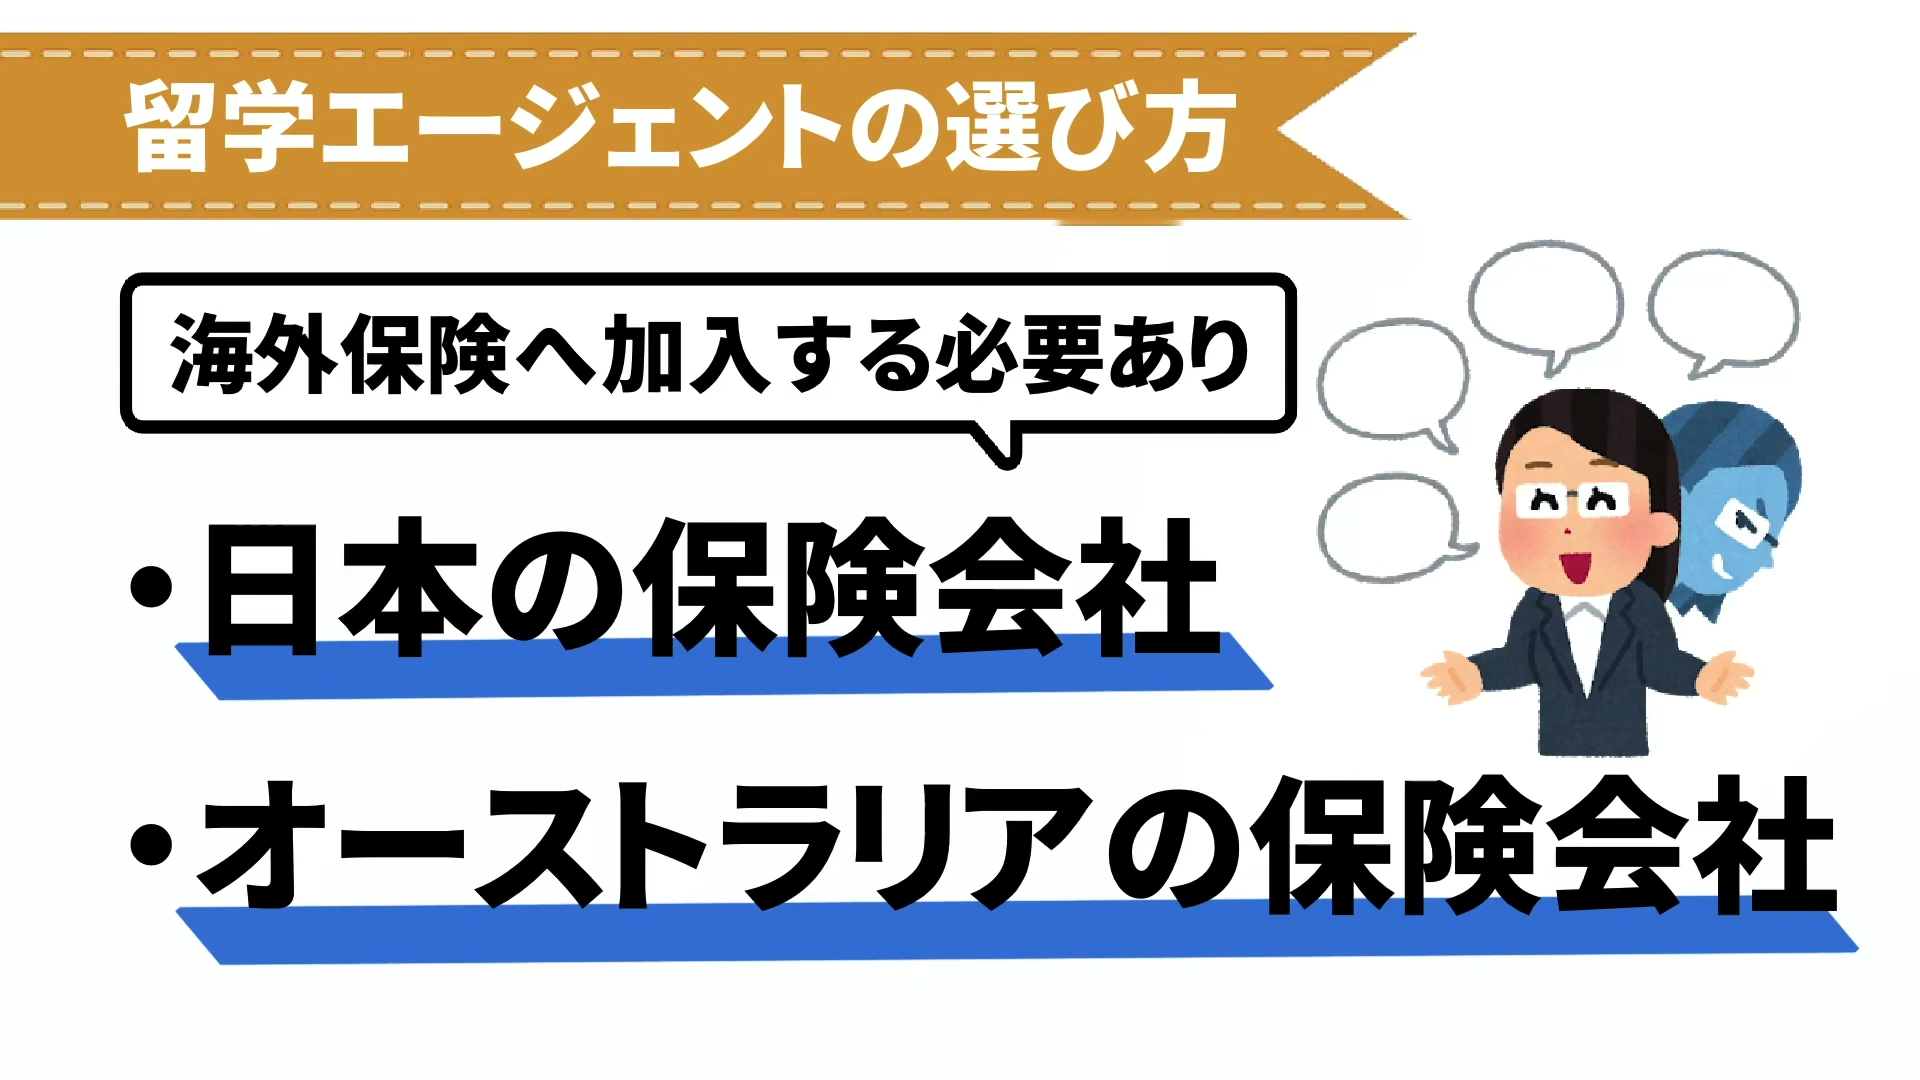 留学エージェントの選び方
海外保険へ加入する必要あり
・日本の保険会社
・オーストラリアの保険会社